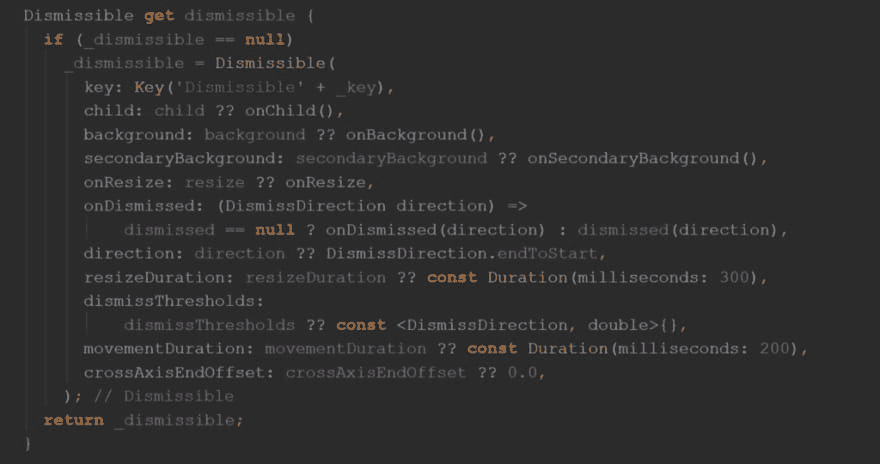 Dismissible get dismissible {
if (_dismissible == null)
_dismissible = Dismissible(
key: Key('Dismissible' + _key),
child: child ?? onChild(),
background: background ?? onBackground(),
secondaryBackground: secondaryBackground ?? onSecondaryBackground(),
onResize: resize ?? onResize,
onDismissed: (DismissDirection direction) =>
dismissed == null ? onDismissed(direction) : dismissed(direction),
direction: direction ?? DismissDirection.endToStart,
resizeDuration: resizeDuration ?? const Duration(milliseconds: 300),
dismissThresholds:
dismissThresholds ?? const <DismissDirection, double>{},
movementDuration: movementDuration ?? const Duration(milliseconds: 200),
crossAxisEndOffset: crossAxisEndOffset ?? 0.0,
); // Dismissible
return _dismissible;
}